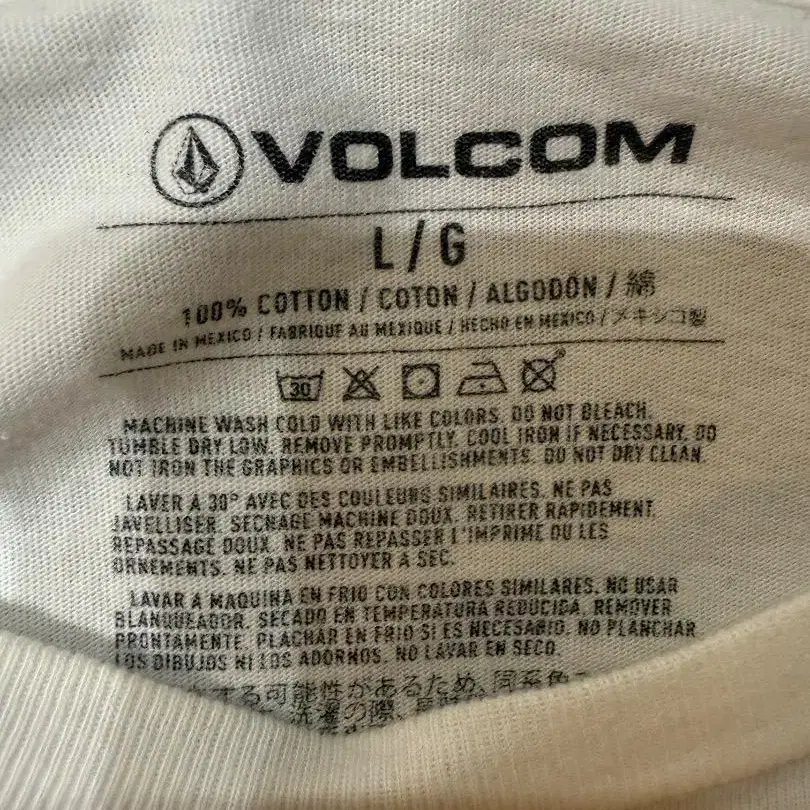 VOLCOM
L / G
100% COTTON / COTON / ALGODÓN / 綿
MADE IN MEXICO / FABRIQUÉ AU MEXIQUE / HECHO EN MEXICO / メキシコ製
30
MACHINE WASH COLD WITH LIKE COLORS. DO NOT BLEACH.
TUMBLE DRY LOW. REMOVE PROMPTLY. COOL IRON IF NECESSARY. DO
NOT IRON THE GRAPHICS OR EMBELLISHMENTS. DO NOT DRY CLEAN.
LAVER A 30° AVEC DES COULEURS SIMILAIRES. NE PAS
JAVELLISER. SECHAGE MACHINE DOUX. RETIRER RAPIDEMENT.
REPASSAGE DOUX. NE PAS REPASSER L'IMPRIME OU LES
ORNEMENTS. NE PAS NETTOYER A SEC.
LAVAR A MAQUINA EN FRIO CON COLORES SIMILARES. NO USAR
BLANQUEADOR. SECADO EN TEMPERATURA REDUCIDA. REMOVER
PRONTAMENTE. PLANCHAR EN FRIO SI ES NECESARIO. NO PLANCHAR
LOS DIBUJOS NI LOS ADORNOS. NO LAVAR EN SECO.
する可能性があるため、同系色
洗濯の際、